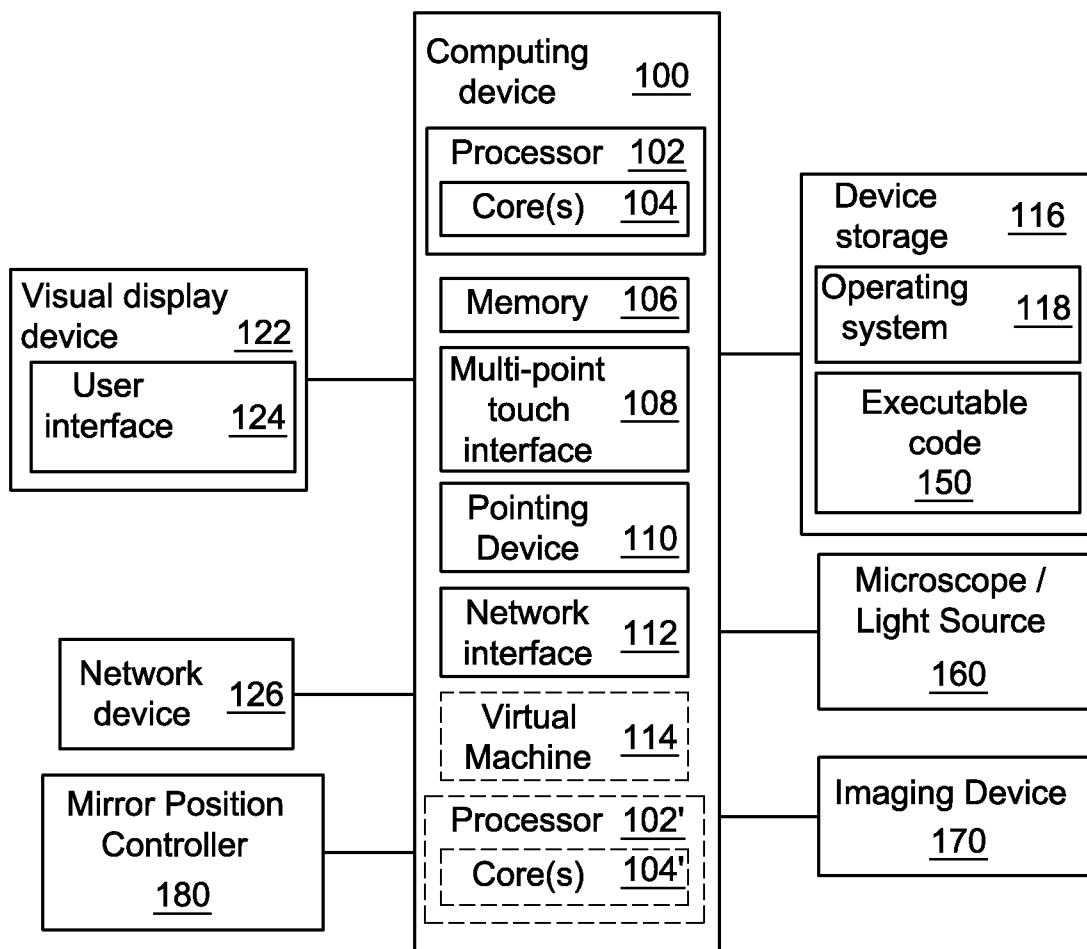 Computing
device 100
Processor 102
Core(s) 104
Memory 106
Multi-point
touch 108
interface
Pointing
Device 110
Network
interface 112
Virtual
Machine 114
Processor 102'
Core(s) 104'
Visual display
device 122
User
interface 124
Network
device 126
Mirror Position
Controller
180
Device
storage 116
Operating
system 118
Executable
code
150
Microscope /
Light Source
160
Imaging Device
170